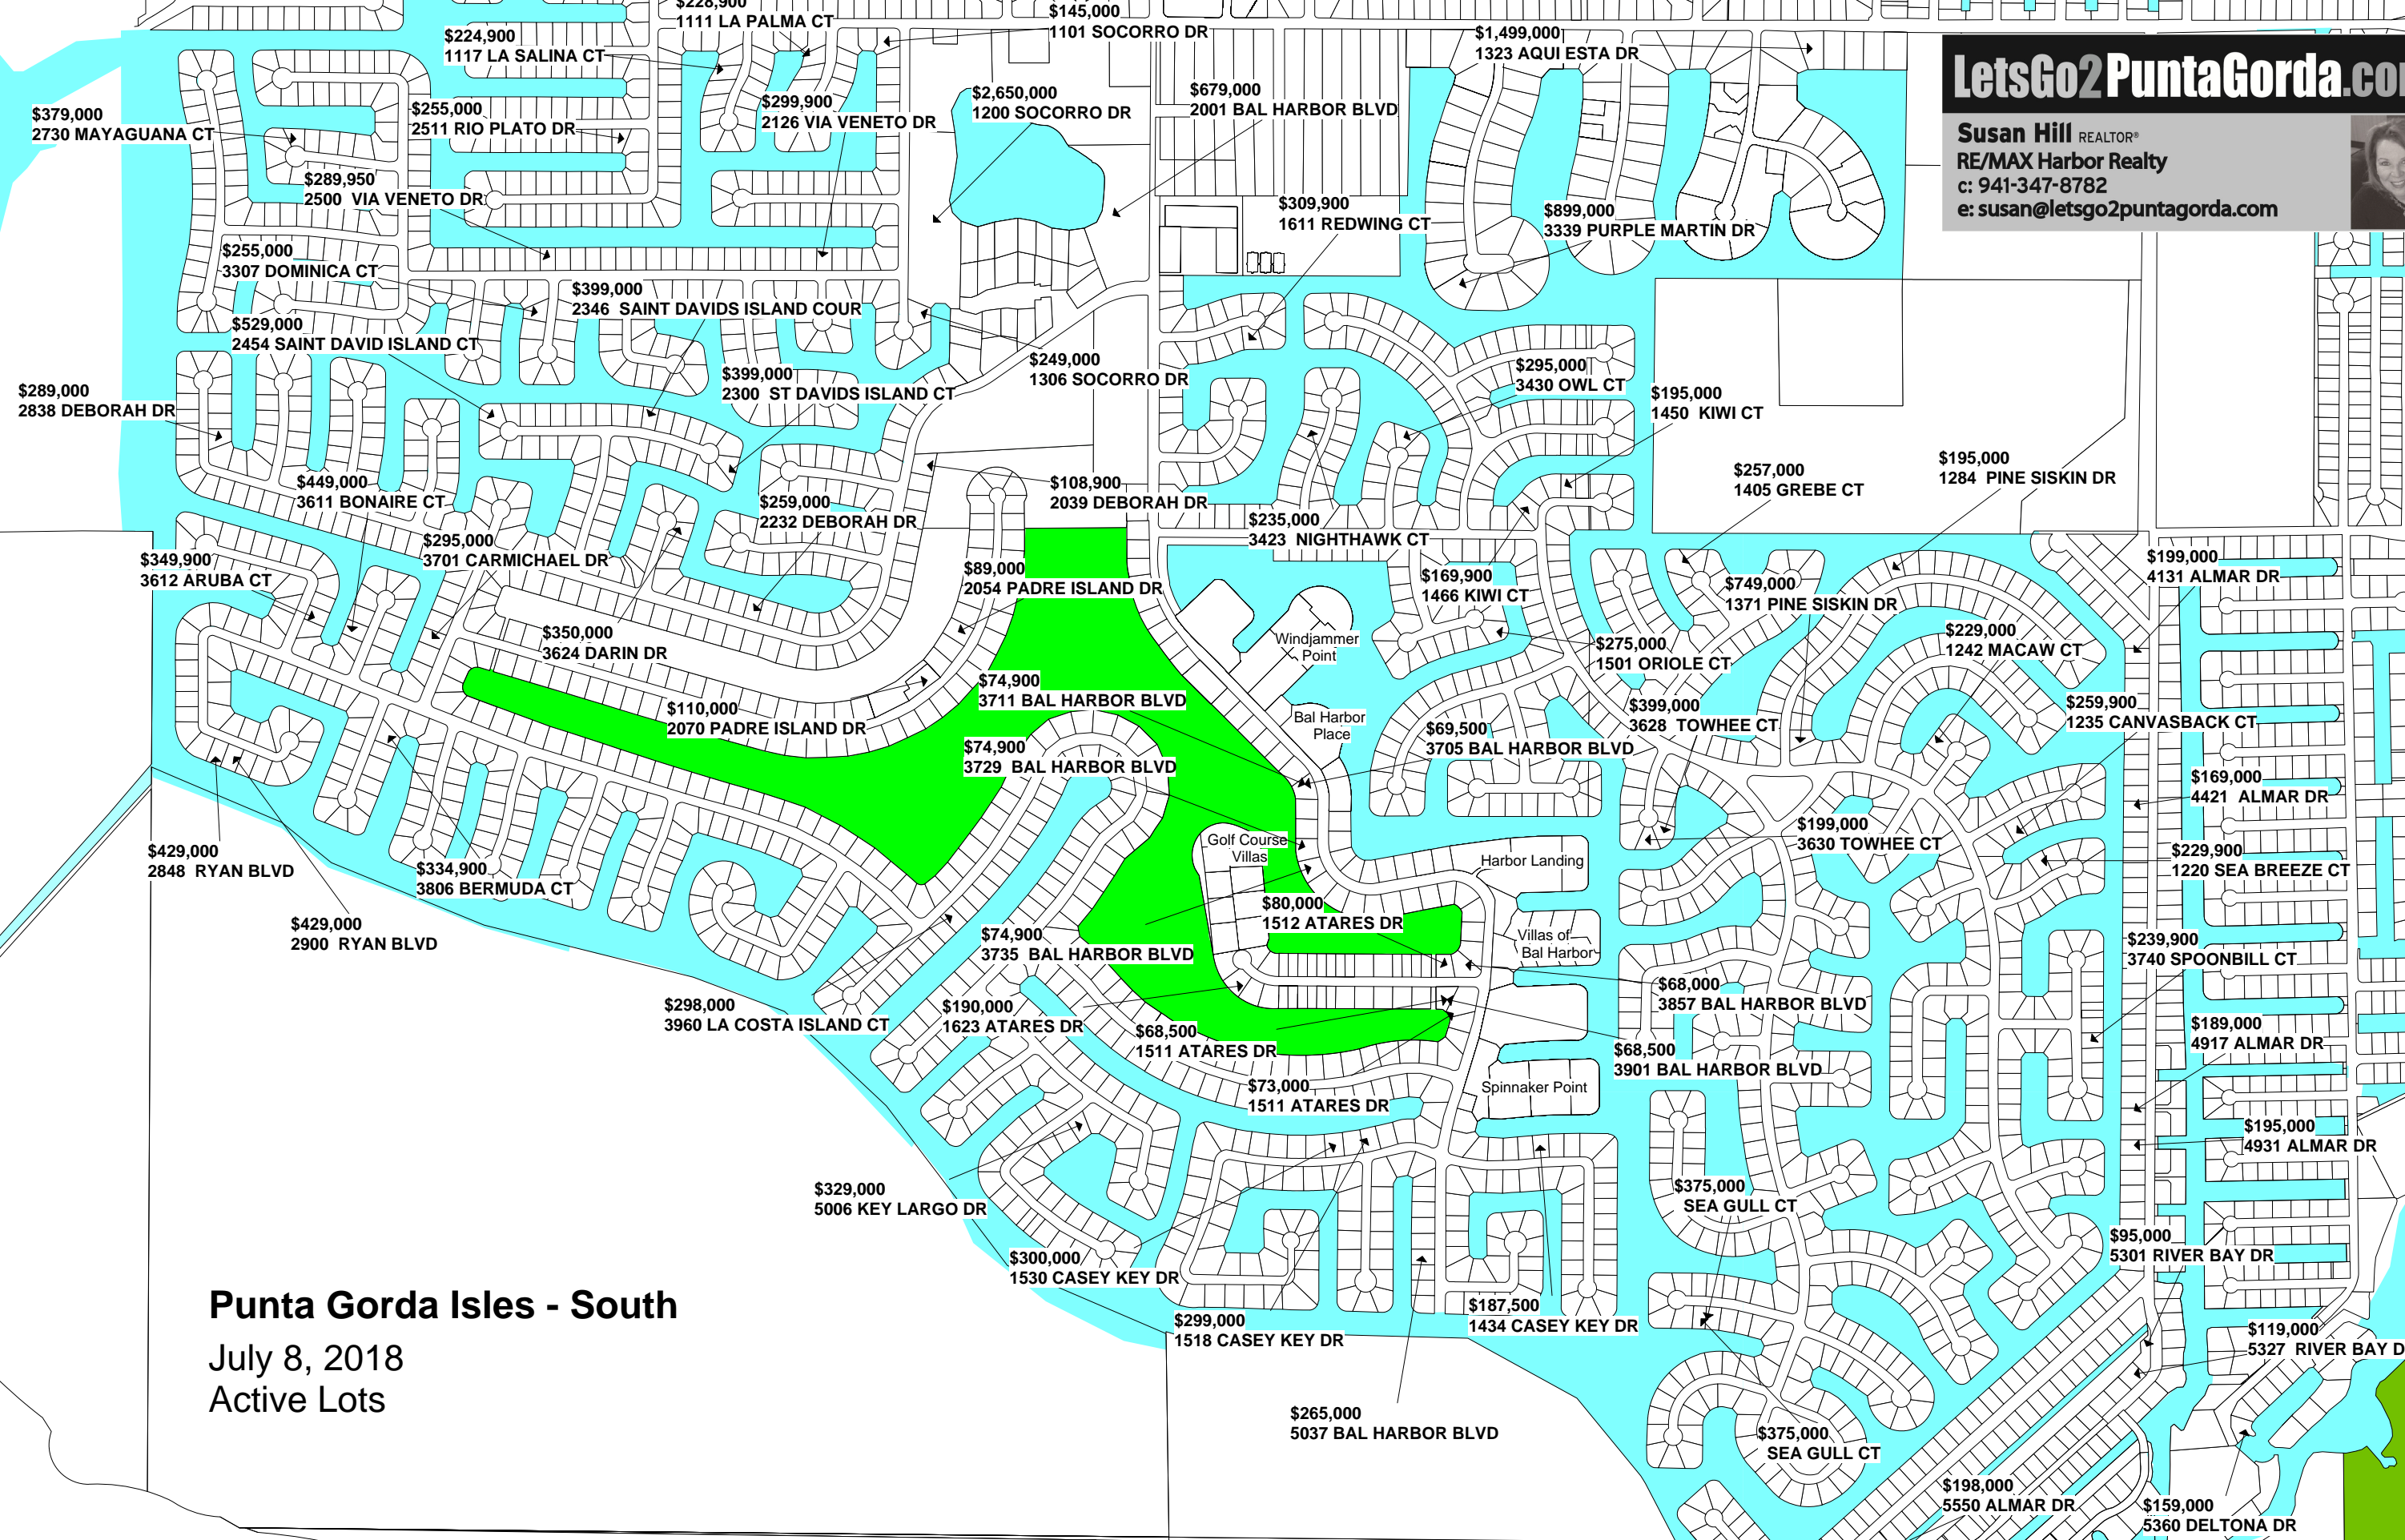 $228,900
1111 LA PALMA CT
$145,000
1101 SOCORRO DR
$224,900
1117 LA SALINA CT
$1,499,000
1323 AQUI ESTA DR
LetsGo2PuntaGorda.co
Susan Hill REALTOR®
RE/MAX Harbor Realty
c: 941-347-8782
e: susan@letsgo2puntagorda.com
$379,000
2730 MAYAGUANA CT
$255,000
2511 RIO PLATO DR
$299,900
2126 VIA VENETO DR
$2,650,000
1200 SOCORRO DR
$679,000
2001 BAL HARBOR BLVD
$289,950
2500 VIA VENETO DR
$309,900
1611 REDWING CT
$899,000
3339 PURPLE MARTIN DR
$255,000
3307 DOMINICA CT
$399,000
2346 SAINT DAVIDS ISLAND COUR
$529,000
2454 SAINT DAVID ISLAND CT
$249,000
1306 SOCORRO DR
$399,000
2300 ST DAVIDS ISLAND CT
$295,000
3430 OWL CT
$289,000
2838 DEBORAH DR
$195,000
1450 KIWI CT
$257,000
1405 GREBE CT
$195,000
1284 PINE SISKIN DR
$449,000
3611 BONAIRE CT
$108,900
2039 DEBORAH DR
$259,000
2232 DEBORAH DR
$235,000
3423 NIGHTHAWK CT
$295,000
3701 CARMICHAEL DR
$349,900
3612 ARUBA CT
$89,000
2054 PADRE ISLAND DR
$169,900
1466 KIWI CT
$749,000
1371 PINE SISKIN DR
$199,000
4131 ALMAR DR
$350,000
3624 DARIN DR
Windjammer
Point
$275,000
1501 ORIOLE CT
$229,000
1242 MACAW CT
$74,900
3711 BAL HARBOR BLVD
$110,000
2070 PADRE ISLAND DR
Bal Harbor
Place
$399,000
3628 TOWHEE CT
$259,900
1235 CANVASBACK CT
$69,500
3705 BAL HARBOR BLVD
$74,900
3729 BAL HARBOR BLVD
$169,000
4421 ALMAR DR
$199,000
3630 TOWHEE CT
Golf Course
Villas
Harbor Landing
$429,000
2848 RYAN BLVD
$334,900
3806 BERMUDA CT
$229,900
1220 SEA BREEZE CT
$80,000
1512 ATARES DR
$429,000
2900 RYAN BLVD
$74,900
3735 BAL HARBOR BLVD
Villas of
Bal Harbor
$239,900
3740 SPOONBILL CT
$68,000
3857 BAL HARBOR BLVD
$298,000
3960 LA COSTA ISLAND CT
$190,000
1623 ATARES DR
$68,500
1511 ATARES DR
$68,500
3901 BAL HARBOR BLVD
$189,000
4917 ALMAR DR
$73,000
1511 ATARES DR
Spinnaker Point
$195,000
4931 ALMAR DR
$329,000
5006 KEY LARGO DR
$375,000
SEA GULL CT
$95,000
5301 RIVER BAY DR
$300,000
1530 CASEY KEY DR
Punta Gorda Isles - South
July 8, 2018
Active Lots
$299,000
1518 CASEY KEY DR
$187,500
1434 CASEY KEY DR
$119,000
5327 RIVER BAY D
$265,000
5037 BAL HARBOR BLVD
$375,000
SEA GULL CT
$198,000
5550 ALMAR DR
$159,000
5360 DELTONA DR